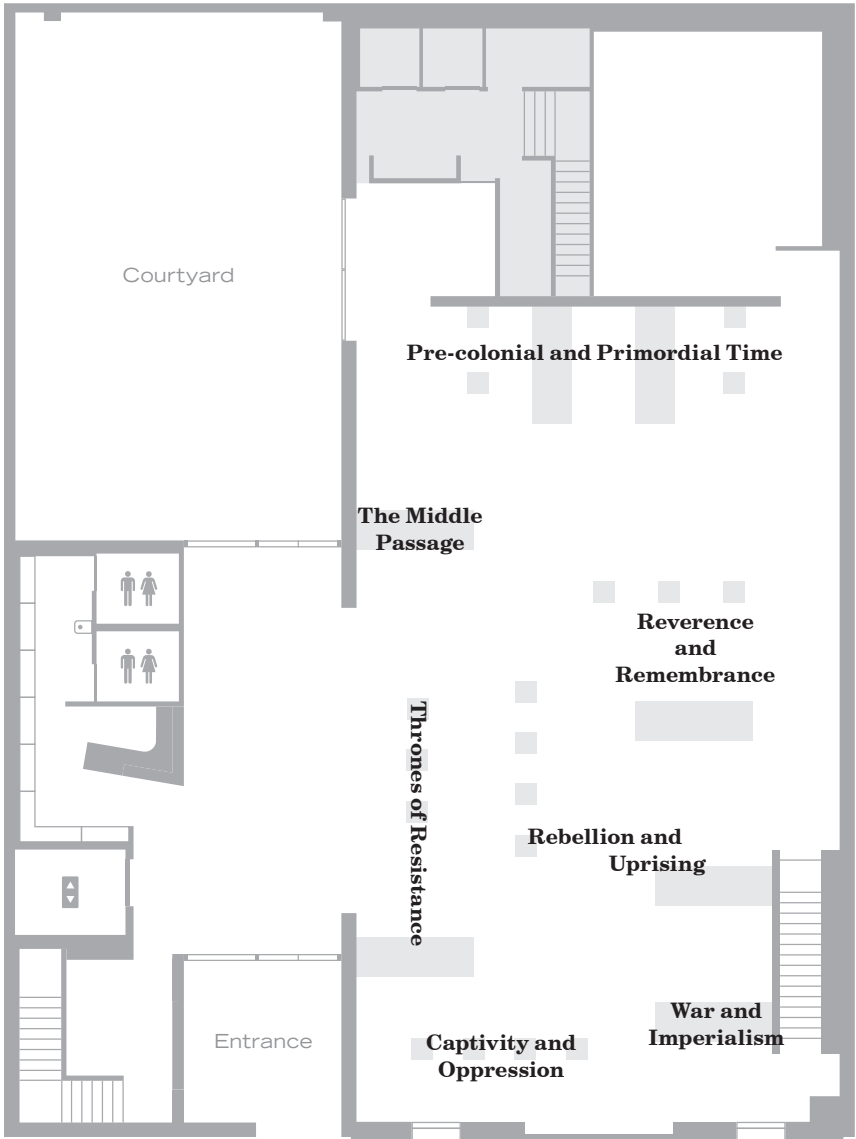 Courtyard
Pre-colonial and Primordial Time
The Middle
Passage
Reverence
and
Remembrance
Thrones of Resistance
Rebellion and
Uprising
War and
Imperialism
Entrance
Captivity and
Oppression